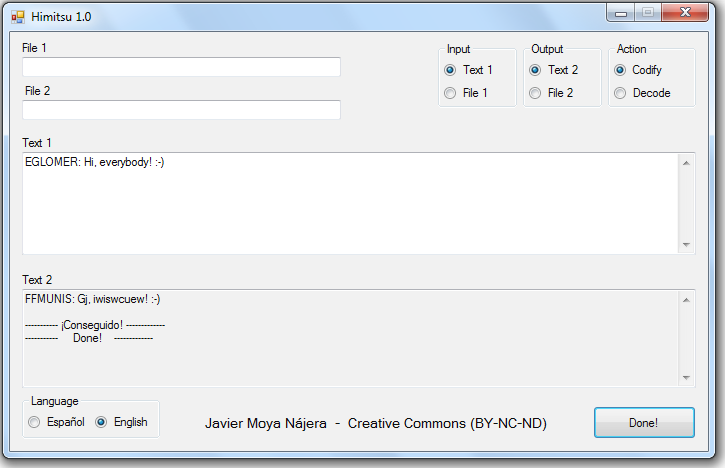 Himitsu 1.0
File 1
File 2
Input
Text 1
File 1
Output
Text 2
File 2
Action
Codify
Decode
Text 1
EGLOMER: Hi, everybody! :-)
Text 2
FFMUNIS: Gj, iwiswcuew! :-)
----------- ¡Conseguido! -------------
----------- Done! -------------
Language
Español
English
Javier Moya Nájera - Creative Commons (BY-NC-ND)
Done!